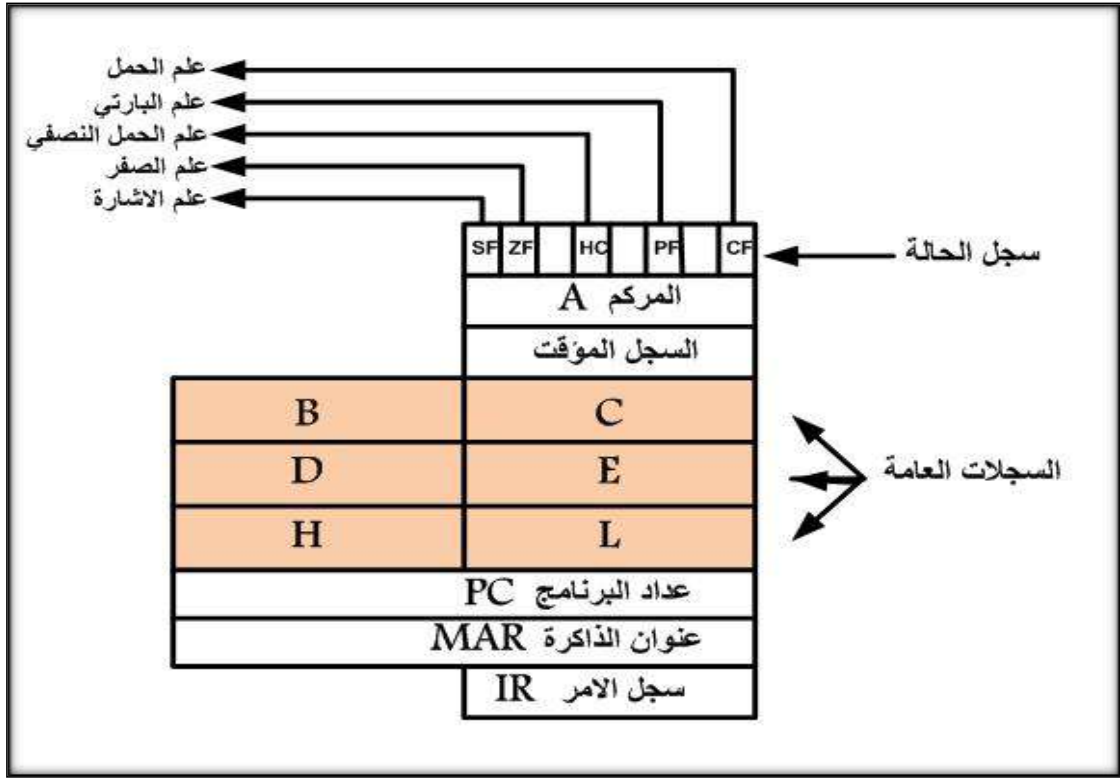 علم الحمل
علم البارتي
علم الحمل النصفي
علم الصفر
علم الاشارة
SF ZF HC PF CF
سجل الحالة
المركم A
السجل المؤقت
B C
D E
H L
السجلات العامة
عداد البرنامج PC
عنوان الذاكرة MAR
سجل الامر IR